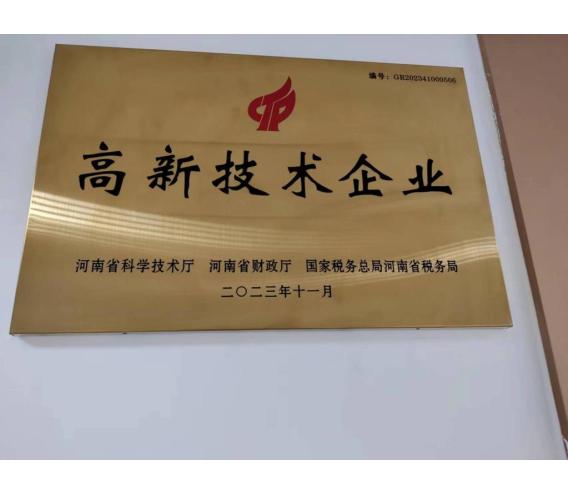 编号：GR202341000506
高新技术企业
河南省科学技术厅 河南省财政厅 国家税务总局河南省税务局
二〇二三年十一月